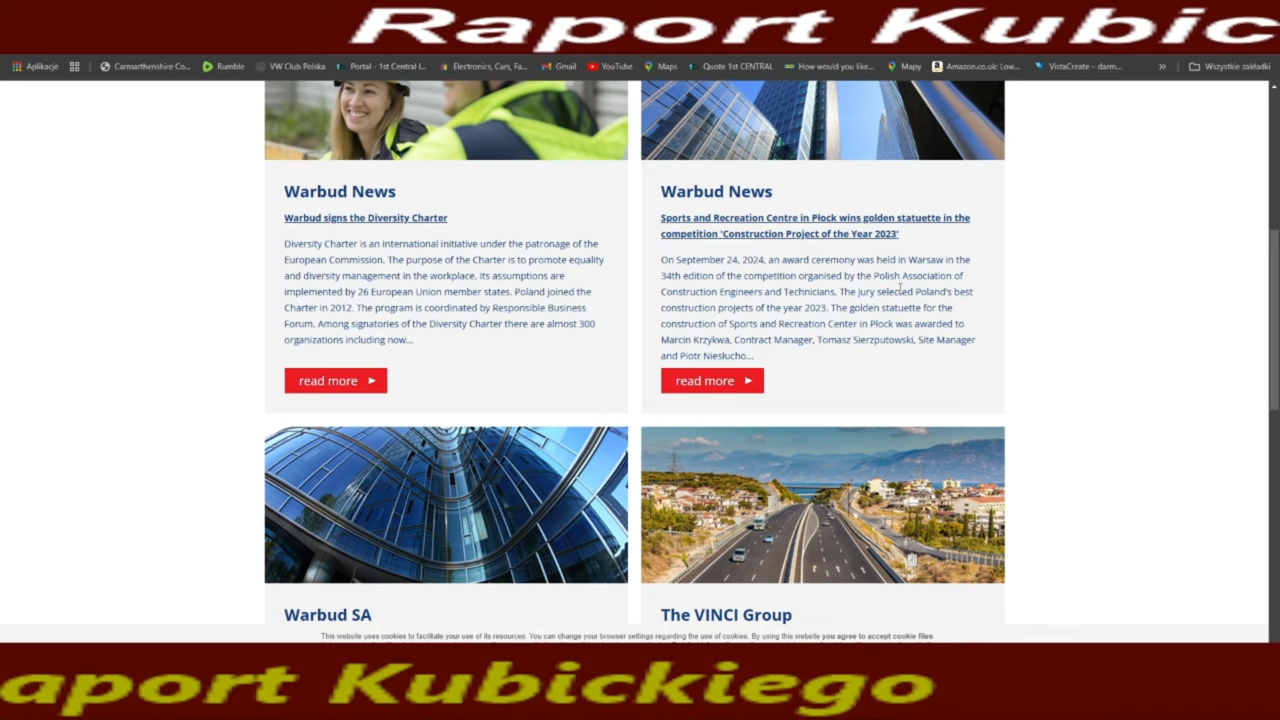 Raport Kubic
Aplikacje Carmarthenshire Co... Rumble VW Club Polska Portal - 1st Central I... Electronics, Cars, Fa... Gmail YouTube Maps Quote 1st CENTRAL How would you like... Mapy Amazon.co.uk: Low... VistaCreate – darm... » Wszystkie zakładki
Warbud News
Warbud signs the Diversity Charter
Diversity Charter is an international initiative under the patronage of the
European Commission. The purpose of the Charter is to promote equality
and diversity management in the workplace. Its assumptions are
implemented by 26 European Union member states. Poland joined the
Charter in 2012. The program is coordinated by Responsible Business
Forum. Among signatories of the Diversity Charter there are almost 300
organizations including now...
read more
Warbud News
Sports and Recreation Centre in Płock wins golden statuette in the
competition 'Construction Project of the Year 2023'
On September 24, 2024, an award ceremony was held in Warsaw in the
34th edition of the competition organised by the Polish Association of
Construction Engineers and Technicians. The jury selected Poland's best
construction projects of the year 2023. The golden statuette for the
construction of Sports and Recreation Center in Płock was awarded to
Marcin Krzykwa, Contract Manager, Tomasz Sierzputowski, Site Manager
and Piotr Niesłucho...
read more
Warbud SA
The VINCI Group
This website uses cookies to facilitate your use of its resources. You can change your browser settings regarding the use of cookies. By using this website you agree to accept cookie files.
aport Kubickiego